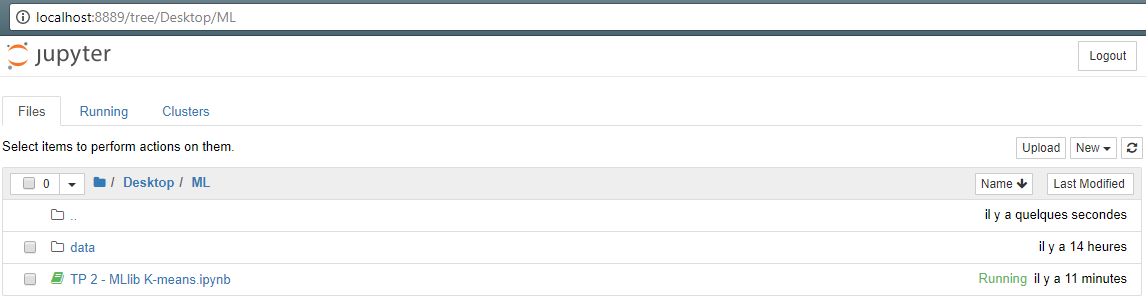 localhost:8889/tree/Desktop/ML
jupyter
Logout
Files Running Clusters
Select items to perform actions on them.
Upload New
0 / Desktop / ML Name Last Modified
.. il y a quelques secondes
data il y a 14 heures
TP 2 - MLlib K-means.ipynb Running il y a 11 minutes